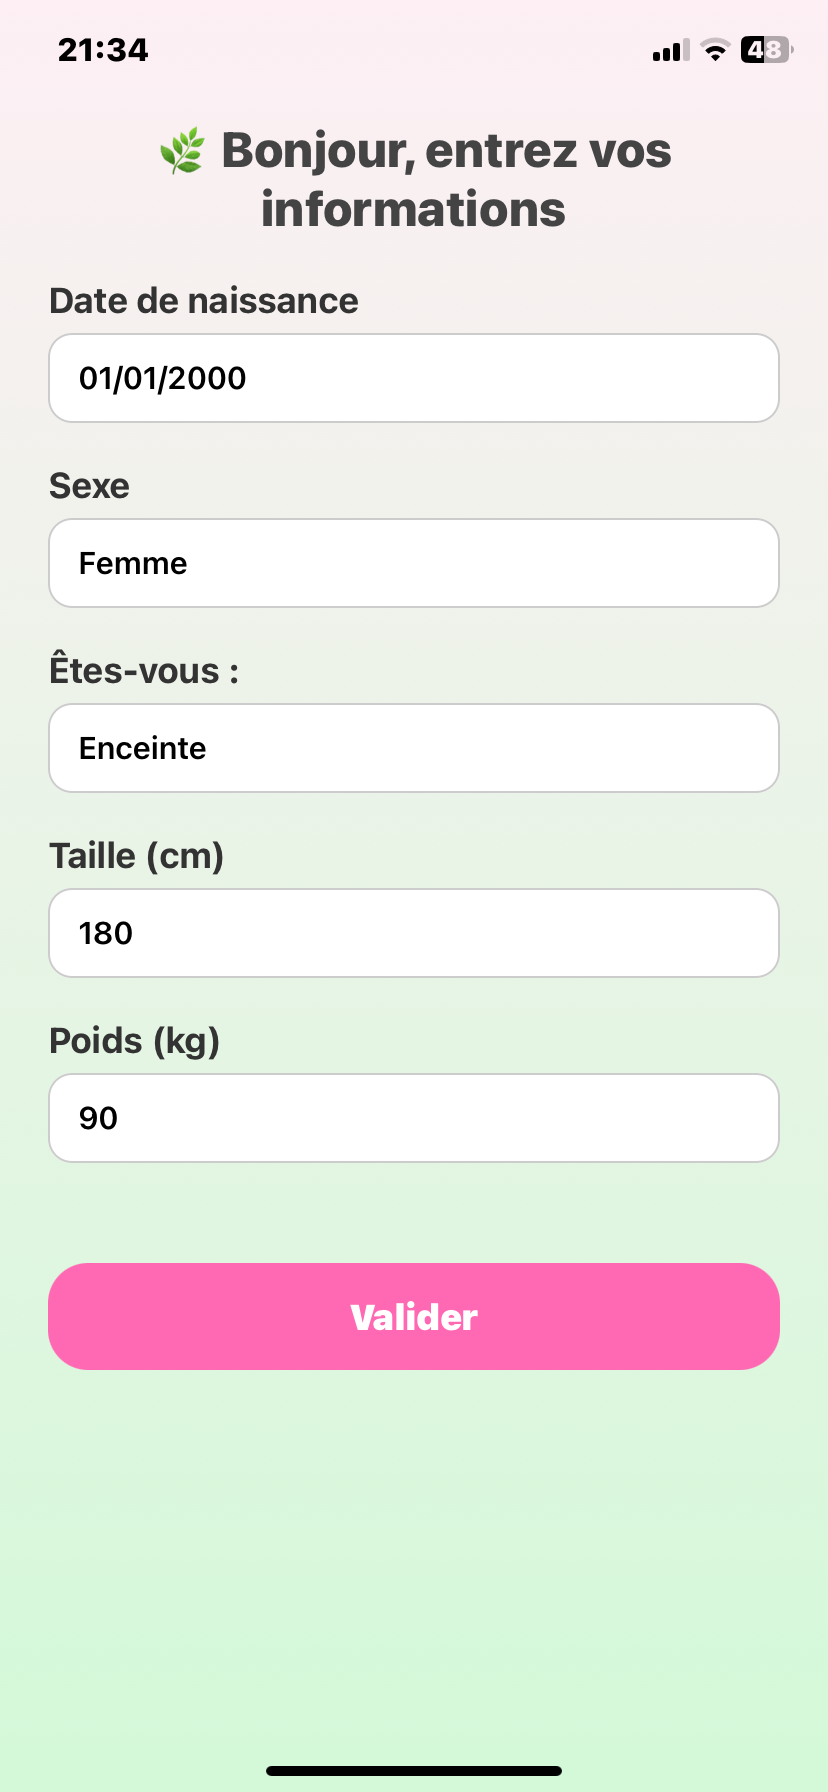 21:34
48
🌿 Bonjour, entrez vos
informations
Date de naissance
01/01/2000
Sexe
Femme
Êtes-vous :
Enceinte
Taille (cm)
180
Poids (kg)
90
Valider